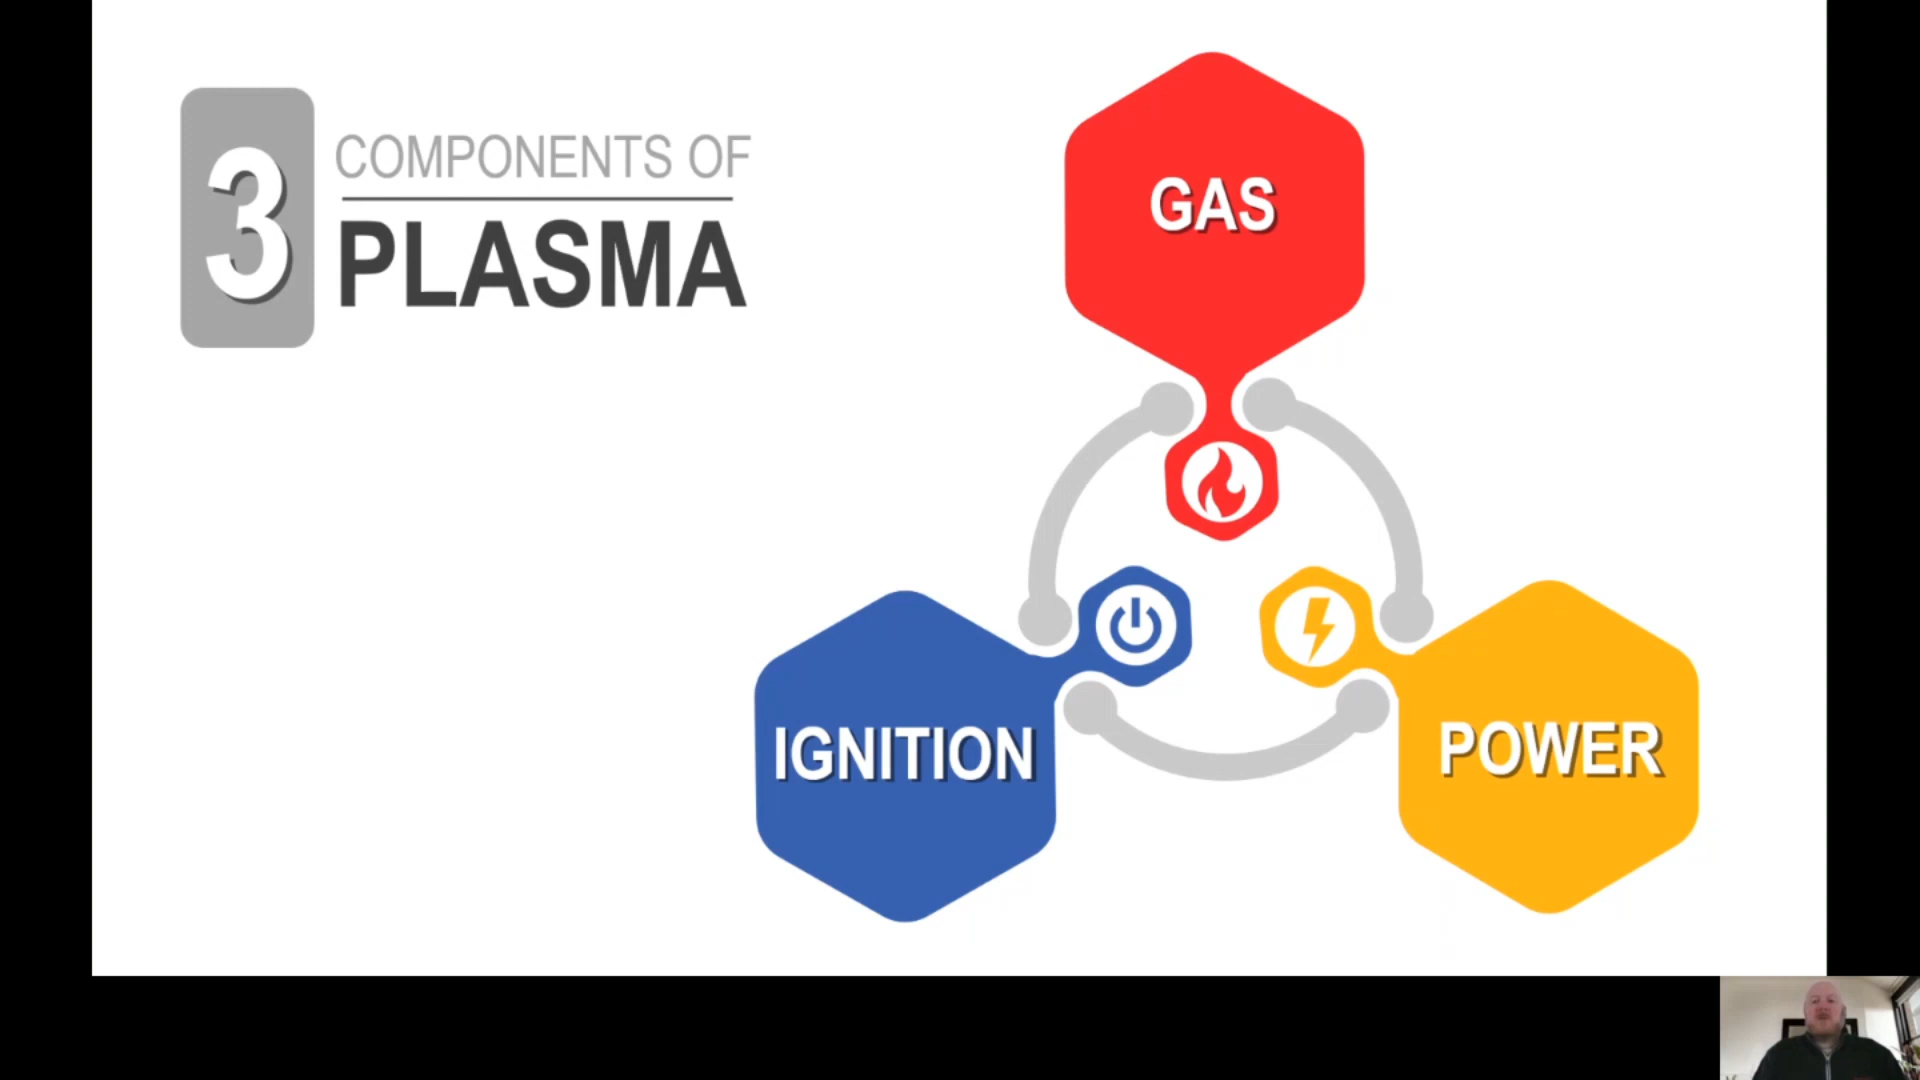 3
COMPONENTS OF
PLASMA
GAS
IGNITION
POWER